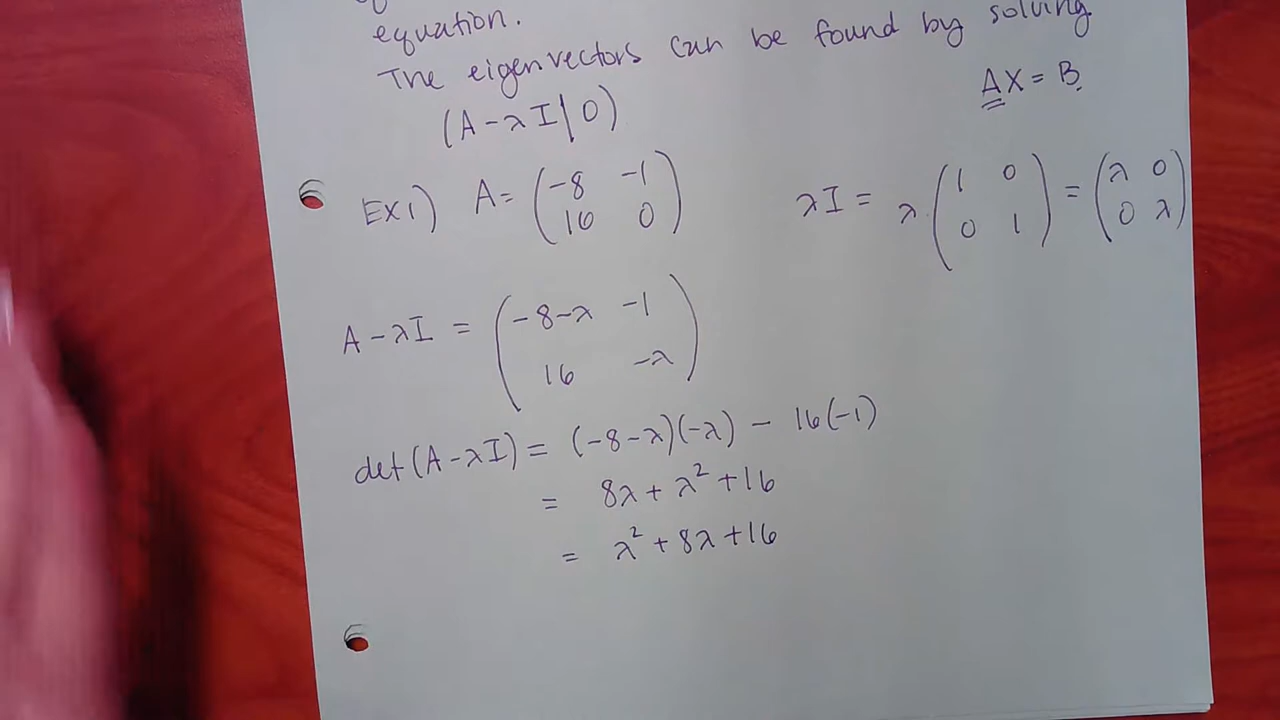 equation.
The eigenvectors can be found by solving
(A-λI|0)
AX = B
EX1) A = (-8 -1
16 0)
λI = λ(1 0
0 1) = (λ 0
0 λ)
A-λI = (-8-λ -1
16 -λ)
det(A-λI) = (-8-λ)(-λ) - 16(-1)
= 8λ + λ² + 16
= λ² + 8λ + 16